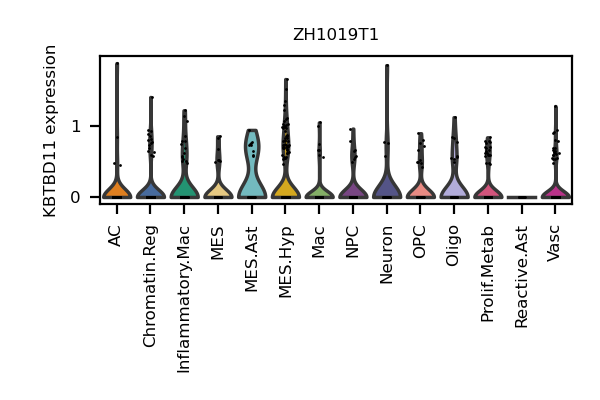 ZH1019T1
KBTBD11 expression
1
0
AC
Chromatin.Reg
Inflammatory.Mac
MES
MES.Ast
MES.Hyp
Mac
NPC
Neuron
OPC
Oligo
Prolif.Metab
Reactive.Ast
Vasc